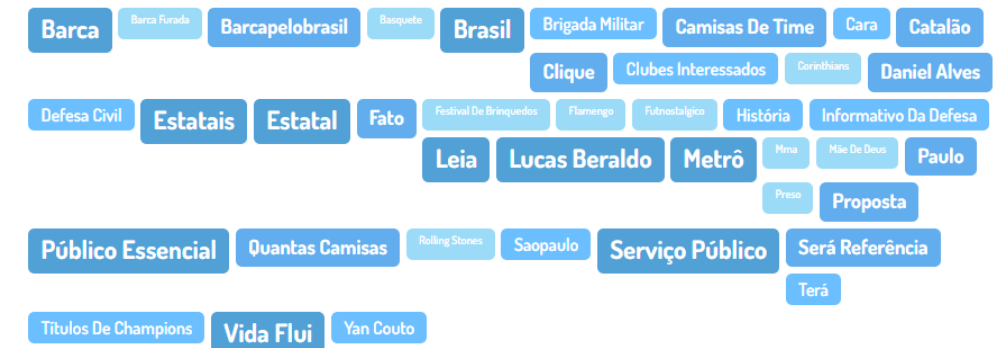 Barca Barca Furada Barcapelobrasil Basquete Brasil Brigada Militar Camisas De Time Cara Catalão
Clique Clubes Interessados Corinthians Daniel Alves
Defesa Civil Estatais Estatal Fato Festival De Brinquedos Flamengo Futnostalgico História Informativo Da Defesa
Leia Lucas Beraldo Metrô Mma Mãe De Deus Paulo
Preso Proposta
Público Essencial Quantas Camisas Rolling Stones Saopaulo Serviço Público Será Referência
Terá
Títulos De Champions Vida Flui Yan Couto